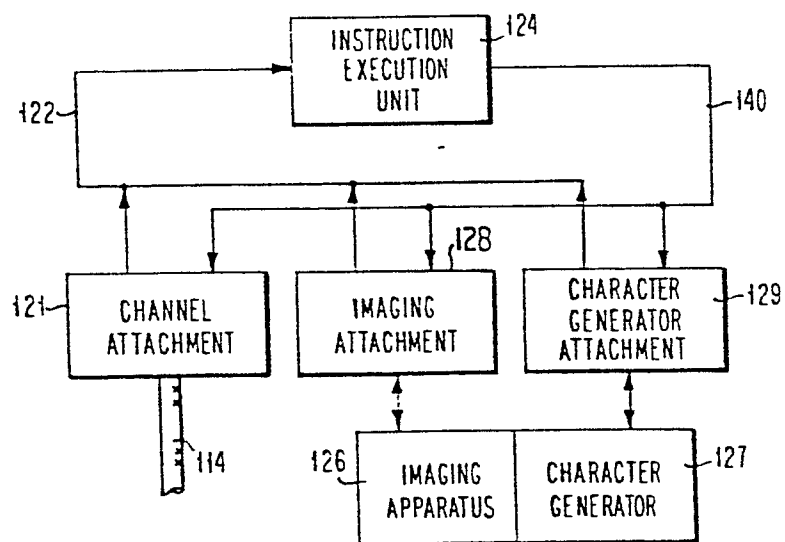 INSTRUCTION
EXECUTION
UNIT
124
122
140
128
121
CHANNEL
ATTACHMENT
IMAGING
ATTACHMENT
CHARACTER
GENERATOR
ATTACHMENT
129
114
126
IMAGING
APPARATUS
CHARACTER
GENERATOR
127